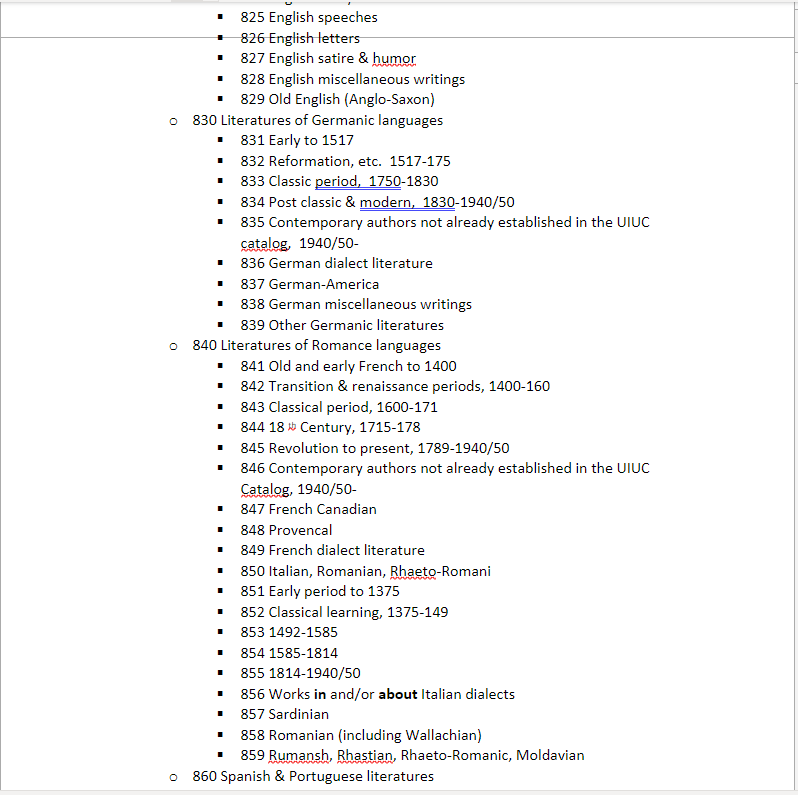 825 English speeches
826 English letters
827 English satire & humor
828 English miscellaneous writings
829 Old English (Anglo-Saxon)
830 Literatures of Germanic languages
831 Early to 1517
832 Reformation, etc.  1517-175
833 Classic period,  1750-1830
834 Post classic & modern,  1830-1940/50
835 Contemporary authors not already established in the UIUC
catalog,  1940/50-
836 German dialect literature
837 German-America
838 German miscellaneous writings
839 Other Germanic literatures
840 Literatures of Romance languages
841 Old and early French to 1400
842 Transition & renaissance periods, 1400-160
843 Classical period, 1600-171
844 18 th Century, 1715-178
845 Revolution to present, 1789-1940/50
846 Contemporary authors not already established in the UIUC
Catalog, 1940/50-
847 French Canadian
848 Provencal
849 French dialect literature
850 Italian, Romanian, Rhaeto-Romani
851 Early period to 1375
852 Classical learning, 1375-149
853 1492-1585
854 1585-1814
855 1814-1940/50
856 Works in and/or about Italian dialects
857 Sardinian
858 Romanian (including Wallachian)
859 Rumansh, Rhastian, Rhaeto-Romanic, Moldavian
860 Spanish & Portuguese literatures